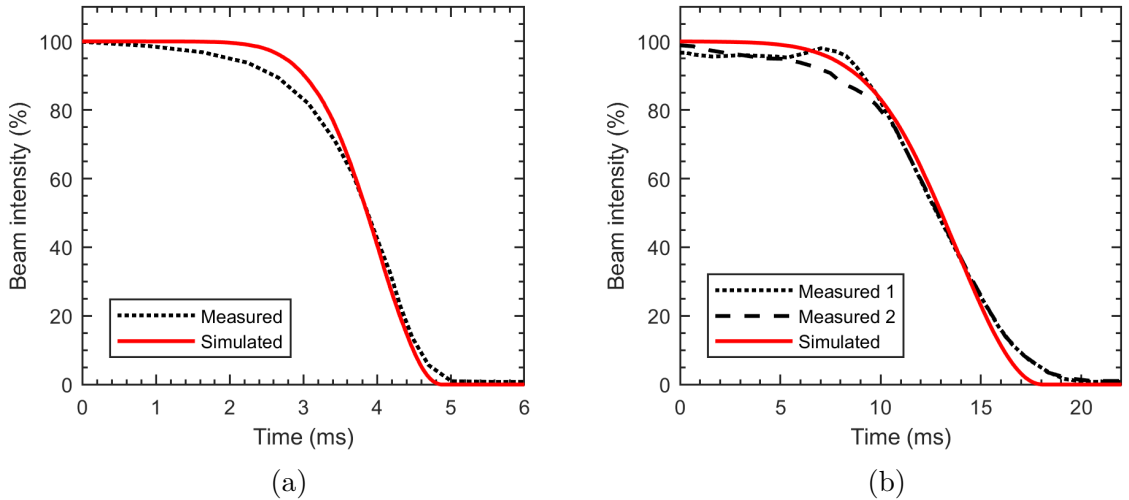 100
80
60
40
20
0
Beam intensity (%)
Measured
Simulated
0 1 2 3 4 5 6
Time (ms)
(a)
100
80
60
40
20
0
Beam intensity (%)
Measured 1
Measured 2
Simulated
0 5 10 15 20
Time (ms)
(b)